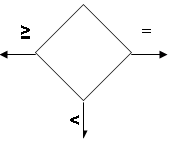 ≥ =
<